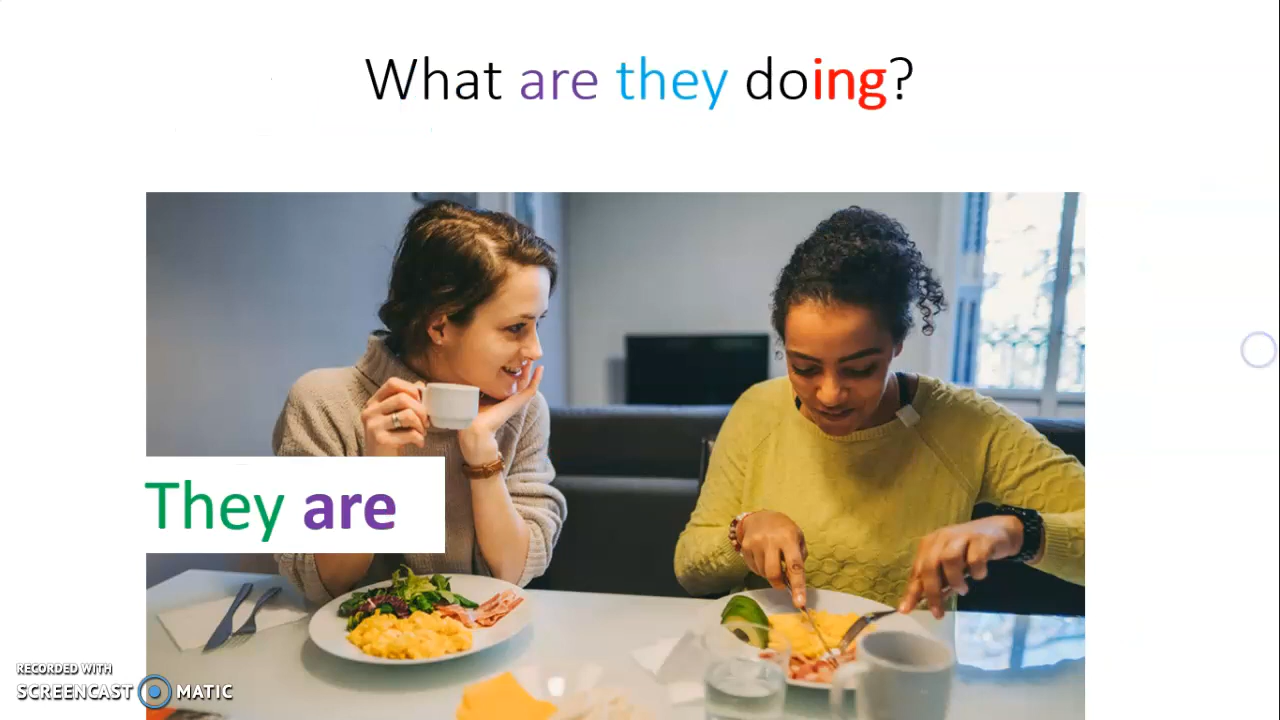 What are they doing?
They are
RECORDED WITH
SCREENCAST MATIC